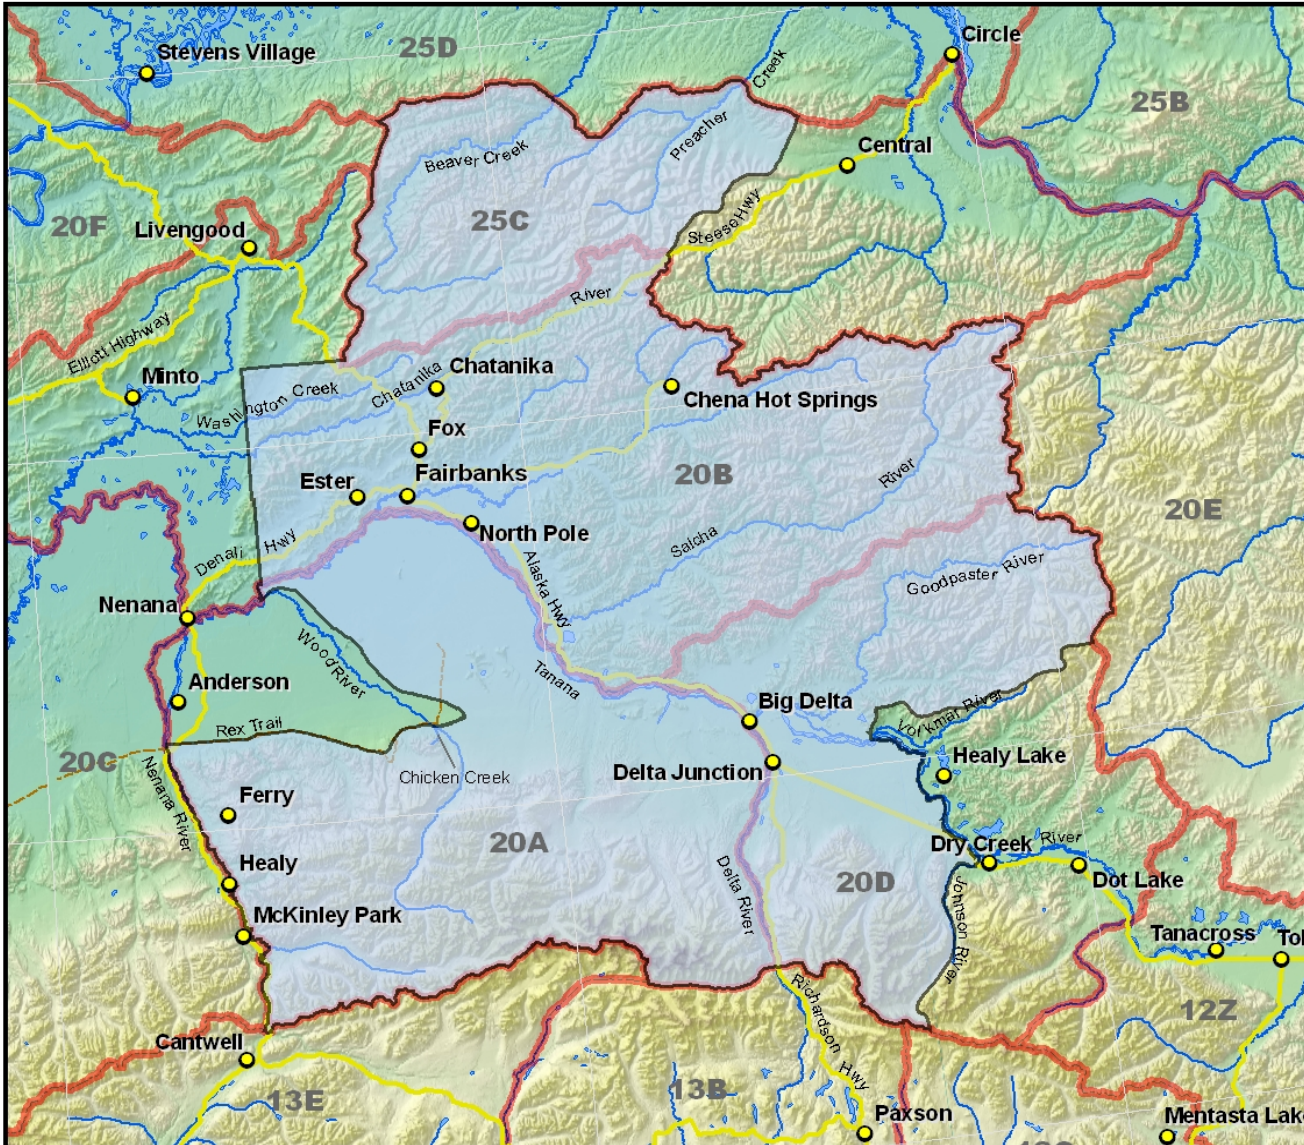 Circle
Stevens Village
25D
Creek
25B
Preacher
Central
Beaver Creek
25C
Steese Hwy
20F
Livengood
River
Elliott Highway
Chatanika
Minto
Chatanika
Washington Creek
Chena Hot Springs
Fox
Ester
Fairbanks
20B
River
20E
North Pole
Salcha
Denali Hwy
Alaska Hwy
Goodpaster River
Nenana
Wood River
Tanana
Anderson
Big Delta
Volkmar River
Rex Trail
20C
Healy Lake
Nenana River
Chicken Creek
Delta Junction
Ferry
20A
Dry Creek
River
Healy
20D
Dot Lake
Delta River
Johnson River
McKinley Park
Tanacross
Tol
Richardson Hwy
12Z
Cantwell
13E
13B
Paxson
Mentasta Lak